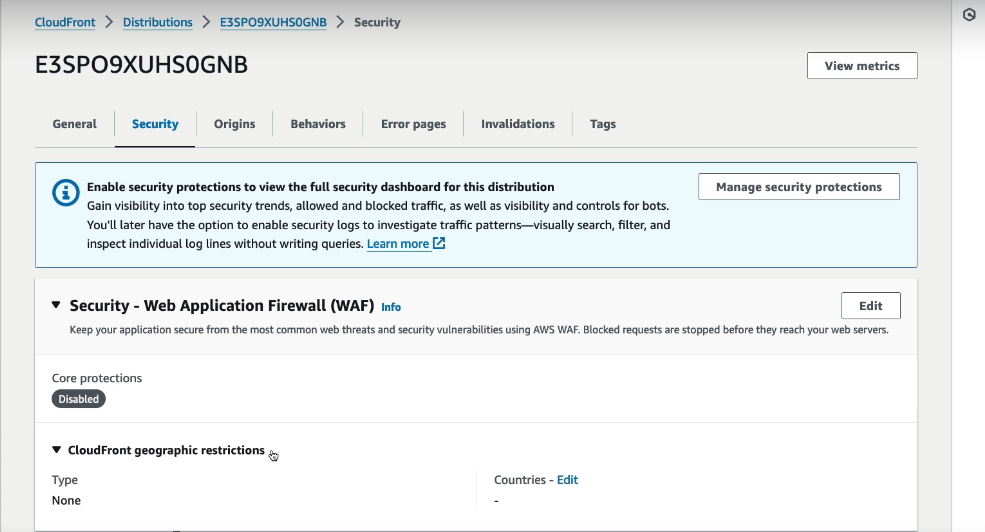 CloudFront > Distributions > E3SPO9XUHS0GNB > Security
E3SPO9XUHS0GNB
View metrics
General
Security
Origins
Behaviors
Error pages
Invalidations
Tags
Enable security protections to view the full security dashboard for this distribution
Manage security protections
Gain visibility into top security trends, allowed and blocked traffic, as well as visibility and controls for bots.
You'll later have the option to enable security logs to investigate traffic patterns—visually search, filter, and
inspect individual log lines without writing queries. Learn more
Security - Web Application Firewall (WAF) Info
Edit
Keep your application secure from the most common web threats and security vulnerabilities using AWS WAF. Blocked requests are stopped before they reach your web servers.
Core protections
Disabled
CloudFront geographic restrictions
Type
None
Countries - Edit
-